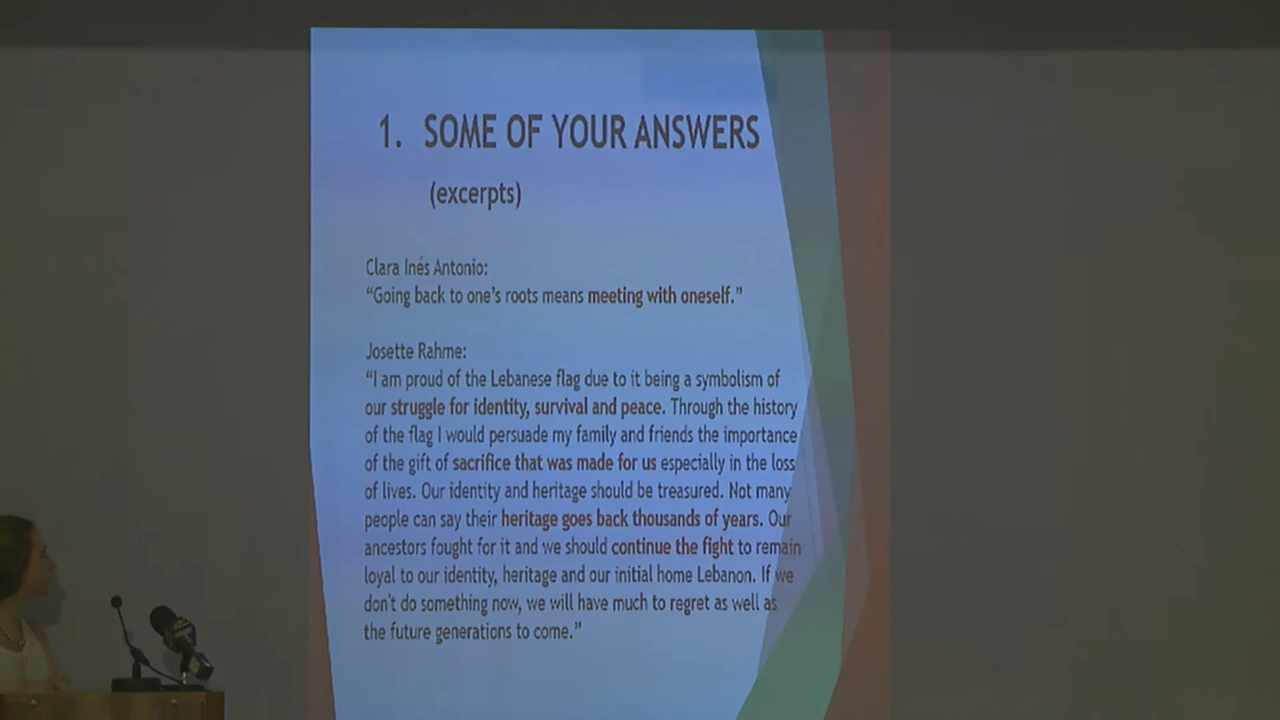 1. SOME OF YOUR ANSWERS
(excerpts)
Clara Inés Antonio:
“Going back to one’s roots means meeting with oneself.”
Josette Rahme:
“I am proud of the Lebanese flag due to it being a symbolism of
our struggle for identity, survival and peace. Through the history
of the flag I would persuade my family and friends the importance
of the gift of sacrifice that was made for us especially in the loss
of lives. Our identity and heritage should be treasured. Not many
people can say their heritage goes back thousands of years. Our
ancestors fought for it and we should continue the fight to remain
loyal to our identity, heritage and our initial home Lebanon. If we
don't do something now, we will have much to regret as well as
the future generations to come.”